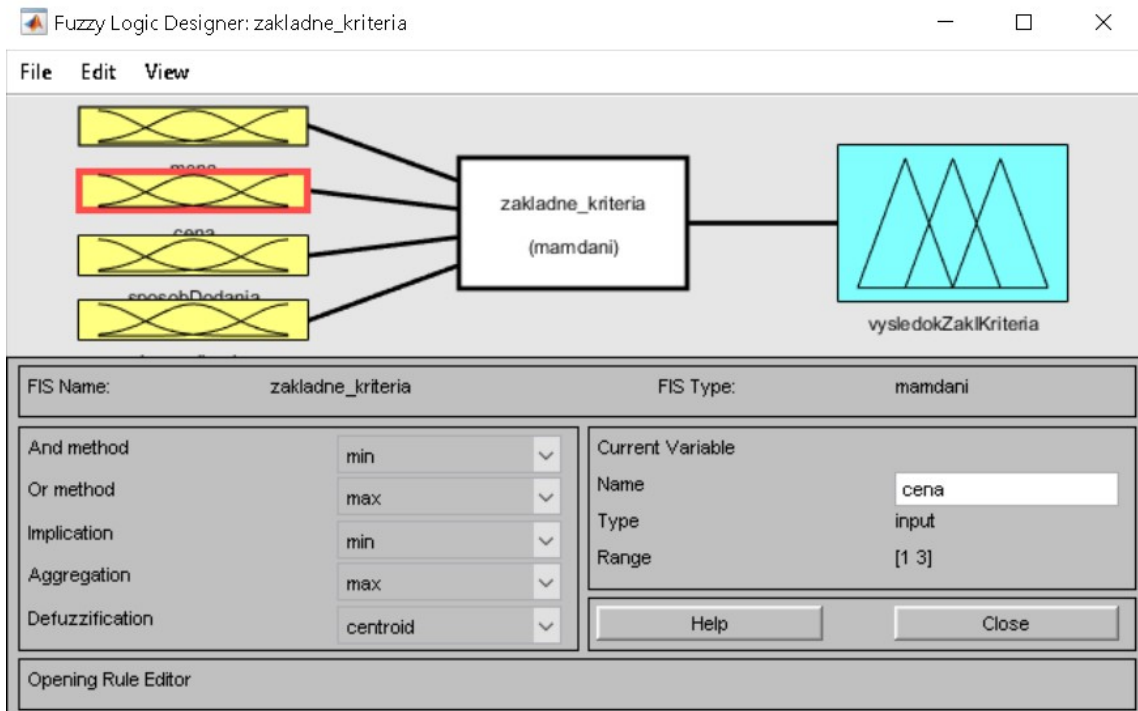 Fuzzy Logic Designer: zakladne_kriteria
File Edit View
cena
sposobDodania
zakladne_kriteria
(mamdani)
vysledokZaklKriteria
FIS Name: zakladne_kriteria FIS Type: mamdani
And method min
Or method max
Implication min
Aggregation max
Defuzzification centroid
Current Variable
Name cena
Type input
Range [1 3]
Help Close
Opening Rule Editor